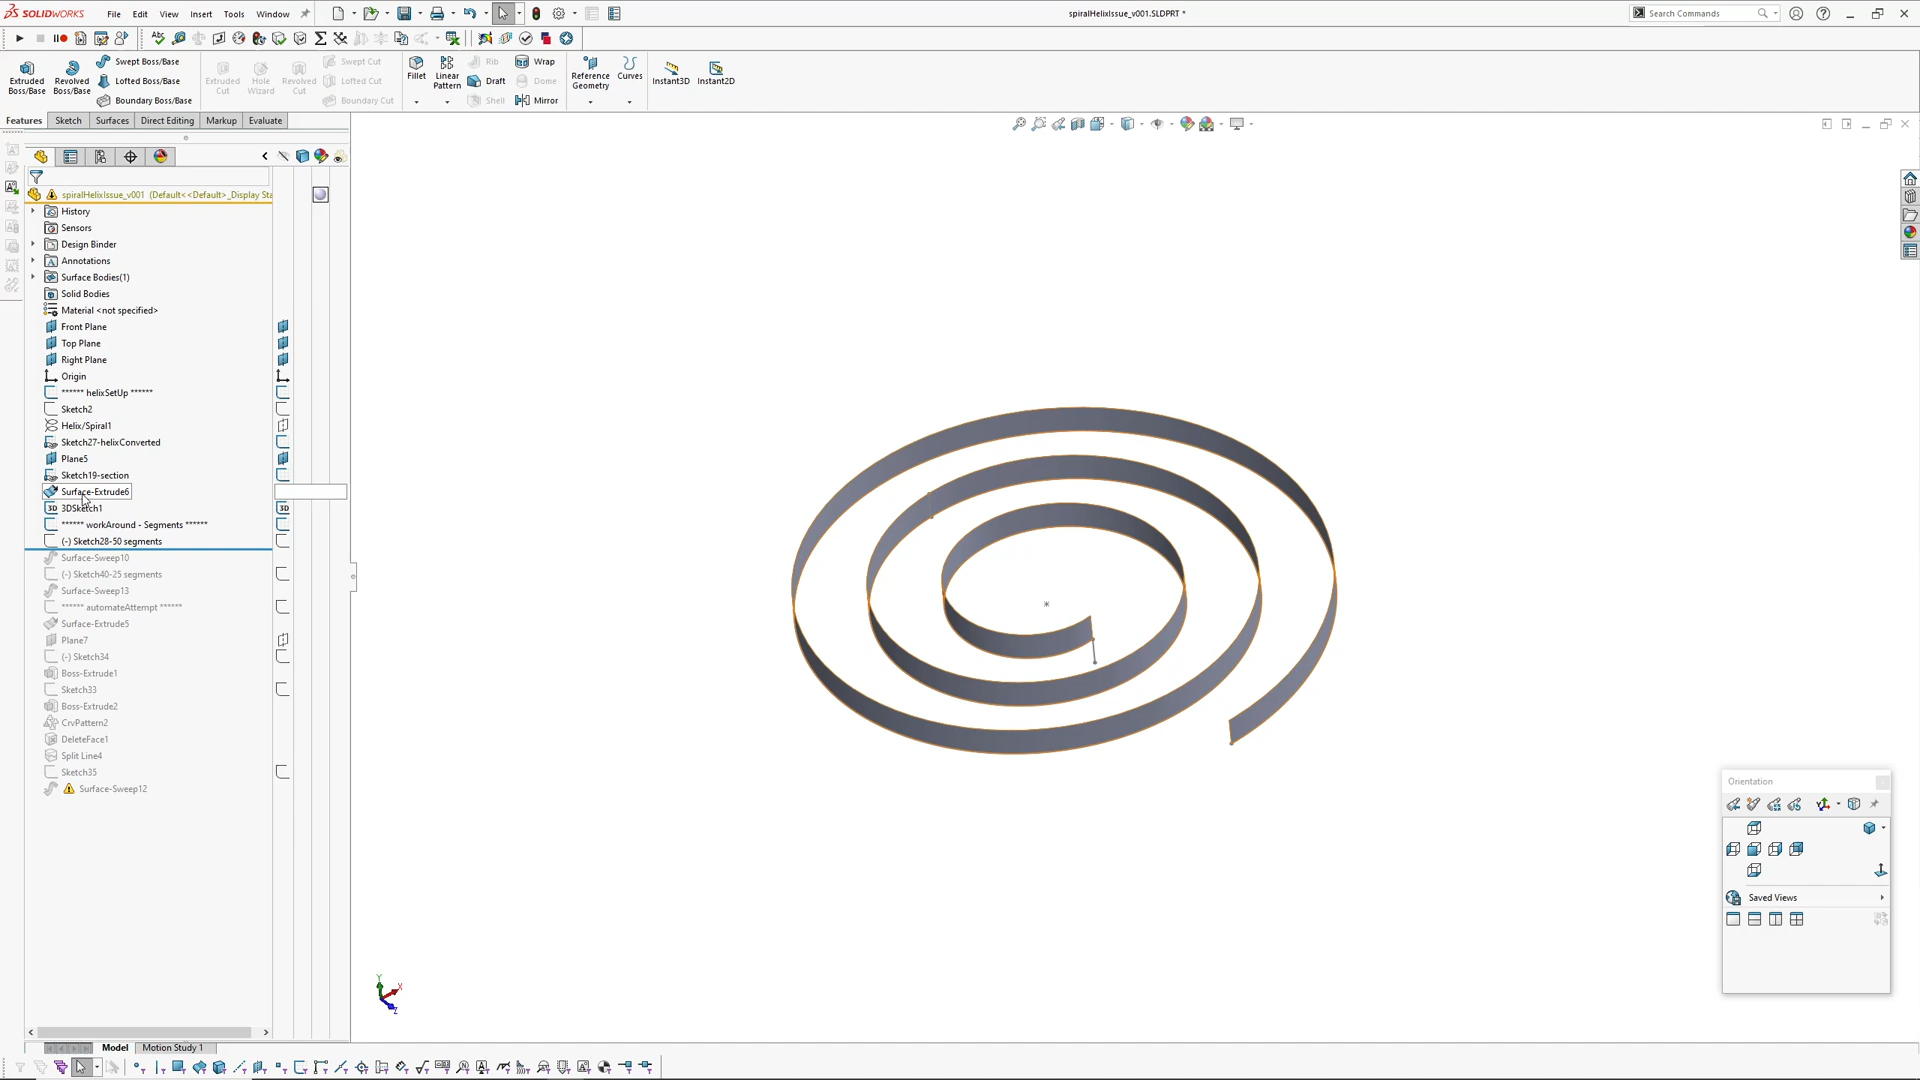 SOLIDWORKS File Edit View Insert Tools Window spiralHelixIssue_v001.SLDPRT * Search Commands
Extruded Boss/Base Revolved Boss/Base Swept Boss/Base Lofted Boss/Base Boundary Boss/Base Extruded Cut Hole Wizard Revolved Cut Swept Cut Lofted Cut Boundary Cut Fillet Linear Pattern Rib Draft Shell Wrap Dome Mirror Reference Geometry Curves Instant3D Instant2D
Features Sketch Surfaces Direct Editing Markup Evaluate
spiralHelixIssue_v001 (Default<<Default>_Display Sta
History
Sensors
Design Binder
Annotations
Surface Bodies(1)
Solid Bodies
Material <not specified>
Front Plane
Top Plane
Right Plane
Origin
****** helixSetUp ******
Sketch2
Helix/Spiral1
Sketch27-helixConverted
Plane5
Sketch19-section
Surface-Extrude6
3D 3DSketch1 3D
****** workAround - Segments ******
(-) Sketch28-50 segments
Surface-Sweep10
(-) Sketch40-25 segments
Surface-Sweep13
****** automateAttempt ******
Surface-Extrude5
Plane7
(-) Sketch34
Boss-Extrude1
Sketch33
Boss-Extrude2
CrvPattern2
DeleteFace1
Split Line4
Sketch35
Surface-Sweep12
Orientation
Saved Views
Y
X
Z
Model Motion Study 1